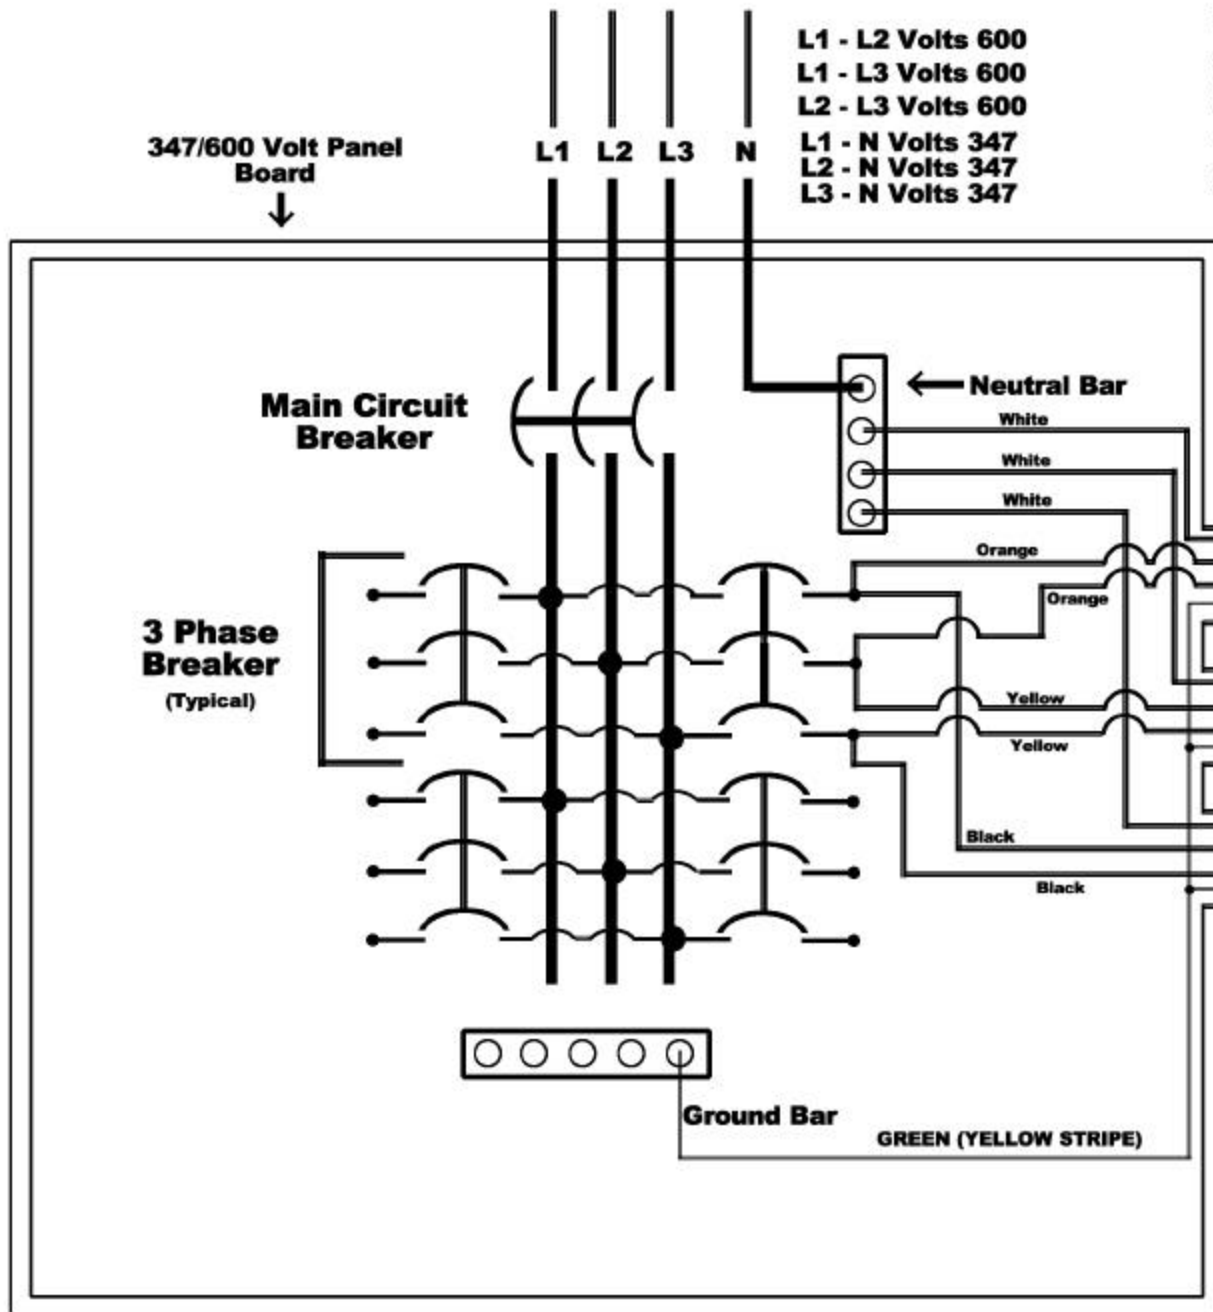 L1 - L2 Volts 600
L1 - L3 Volts 600
L2 - L3 Volts 600
L1 - N Volts 347
L2 - N Volts 347
L3 - N Volts 347
347/600 Volt Panel
Board
L1 L2 L3 N
Main Circuit
Breaker
Neutral Bar
White
White
White
Orange
Orange
3 Phase
Breaker
(Typical)
Yellow
Yellow
Black
Black
Ground Bar
GREEN (YELLOW STRIPE)